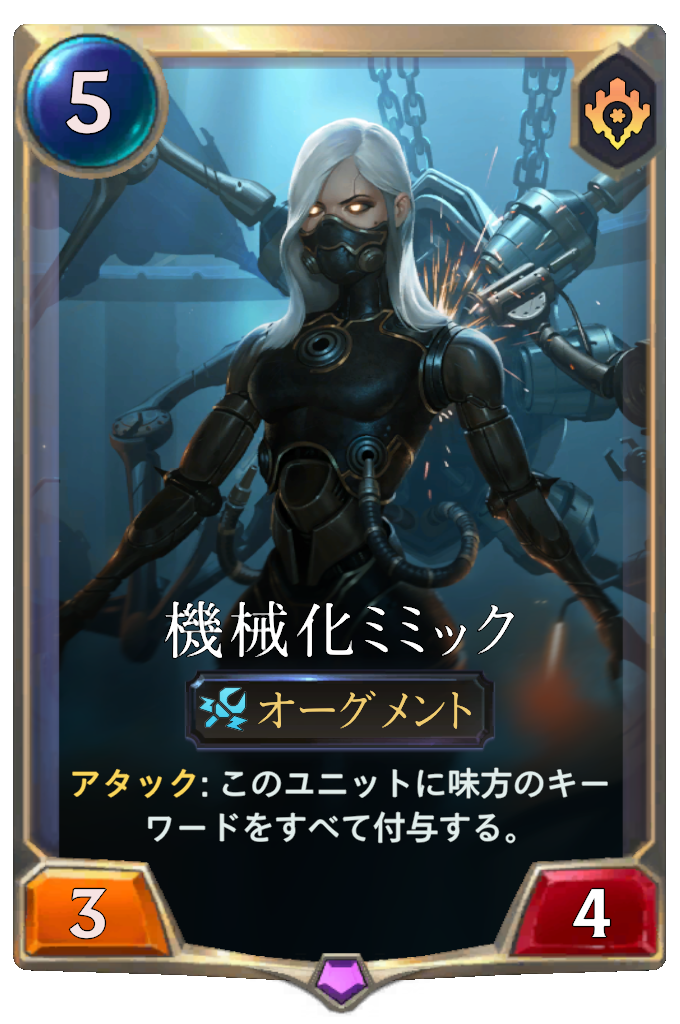 5
機械化ミミック
オーグメント
アタック: このユニットに味方のキー
ワードをすべて付与する。
3
4